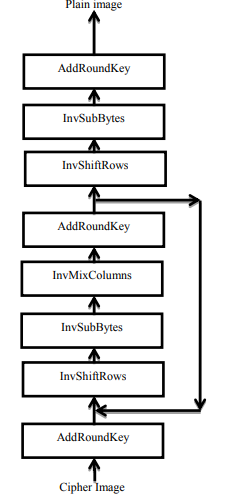 Plain image
AddRoundKey
InvSubBytes
InvShiftRows
AddRoundKey
InvMixColumns
InvSubBytes
InvShiftRows
AddRoundKey
Cipher Image